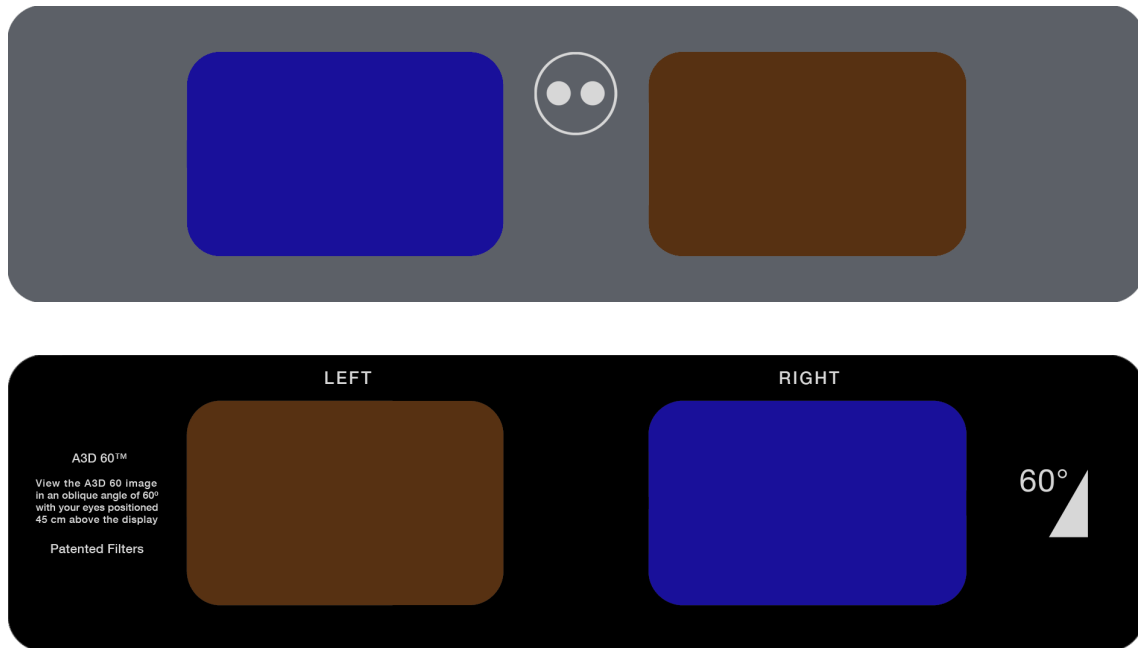 LEFT
RIGHT
A3D 60™
View the A3D 60 image
in an oblique angle of 60º
with your eyes positioned
45 cm above the display
Patented Filters
60°